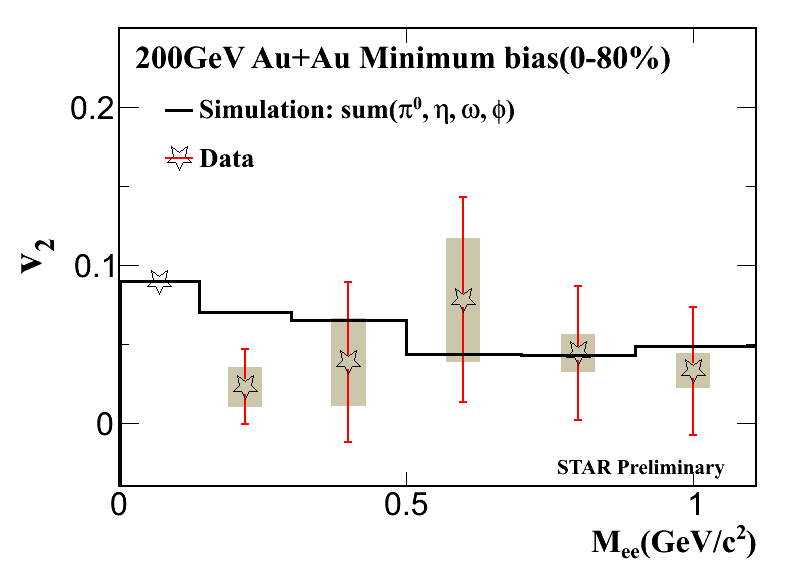 200GeV Au+Au Minimum bias(0-80%)
Simulation: sum(π⁰, η, ω, ϕ)
Data
0.2
0.1
0
v₂
STAR Preliminary
0 0.5 1
Mₑₑ(GeV/c²)